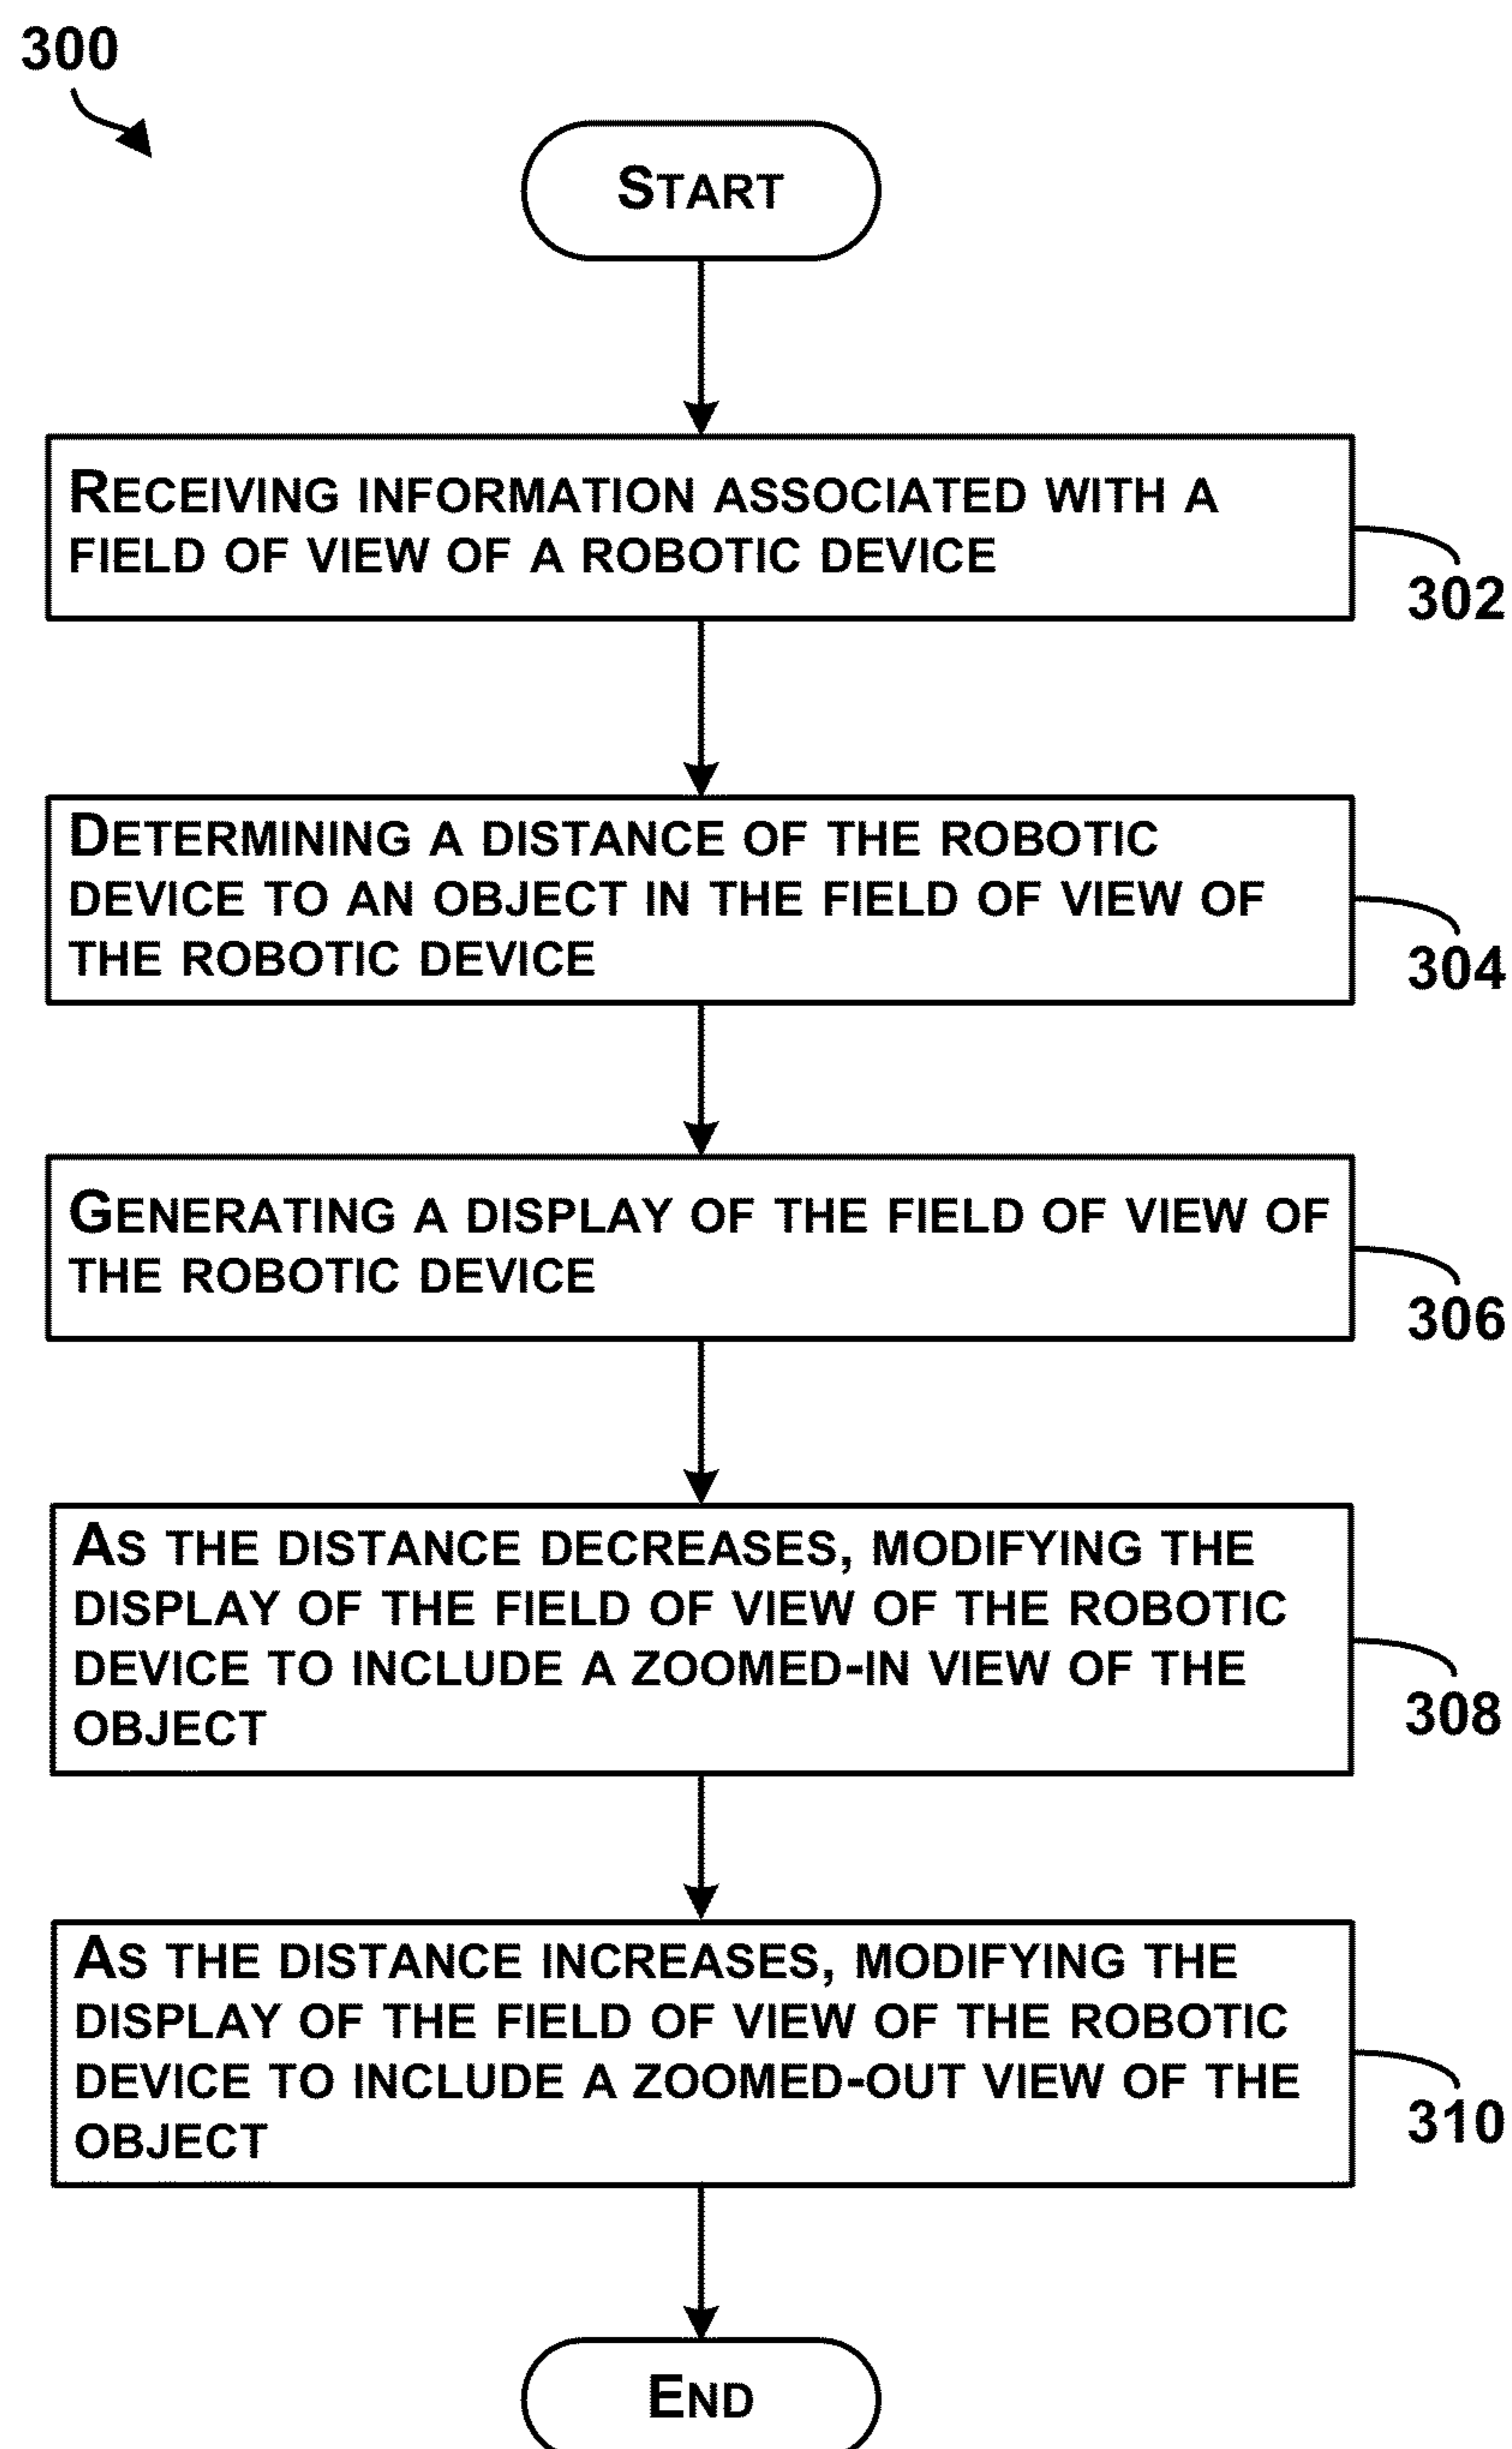 300
START
RECEIVING INFORMATION ASSOCIATED WITH A
FIELD OF VIEW OF A ROBOTIC DEVICE
302
DETERMINING A DISTANCE OF THE ROBOTIC
DEVICE TO AN OBJECT IN THE FIELD OF VIEW OF
THE ROBOTIC DEVICE
304
GENERATING A DISPLAY OF THE FIELD OF VIEW OF
THE ROBOTIC DEVICE
306
AS THE DISTANCE DECREASES, MODIFYING THE
DISPLAY OF THE FIELD OF VIEW OF THE ROBOTIC
DEVICE TO INCLUDE A ZOOMED-IN VIEW OF THE
OBJECT
308
AS THE DISTANCE INCREASES, MODIFYING THE
DISPLAY OF THE FIELD OF VIEW OF THE ROBOTIC
DEVICE TO INCLUDE A ZOOMED-OUT VIEW OF THE
OBJECT
310
END